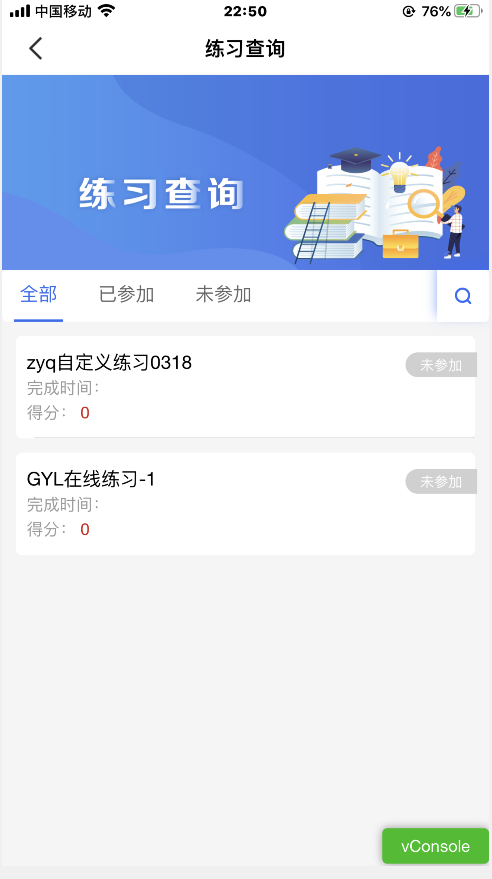 中国移动 22:50 76%
练习查询
练习查询
全部 已参加 未参加
zyq自定义练习0318 未参加
完成时间:
得分: 0
GYL在线练习-1 未参加
完成时间:
得分: 0
vConsole